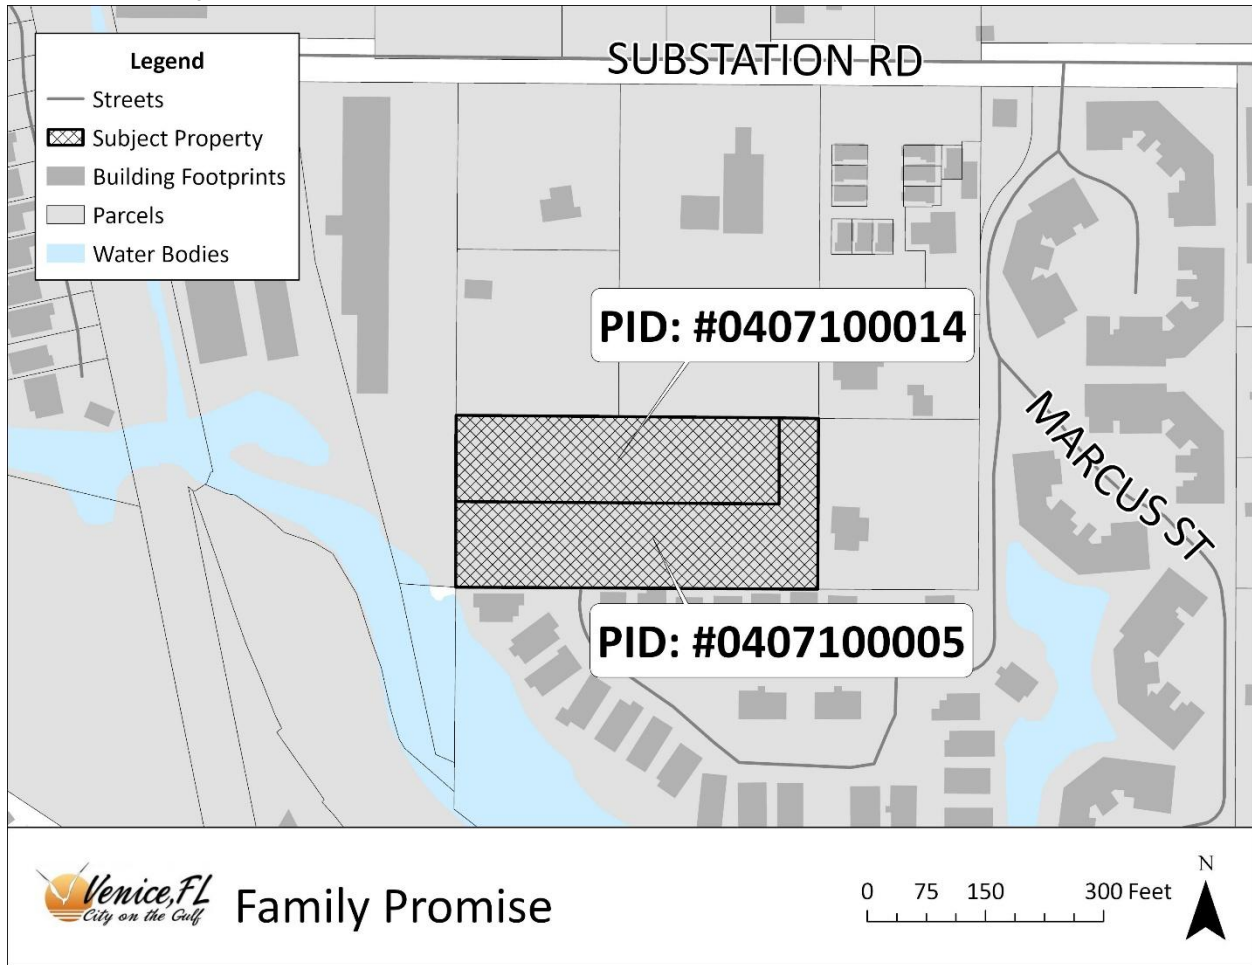 SUBSTATION RD
Legend
Streets
Subject Property
Building Footprints
Parcels
Water Bodies
PID: #0407100014
MARCUS ST
PID: #0407100005
Venice, FL
City on the Gulf
Family Promise
0 75 150 300 Feet
N